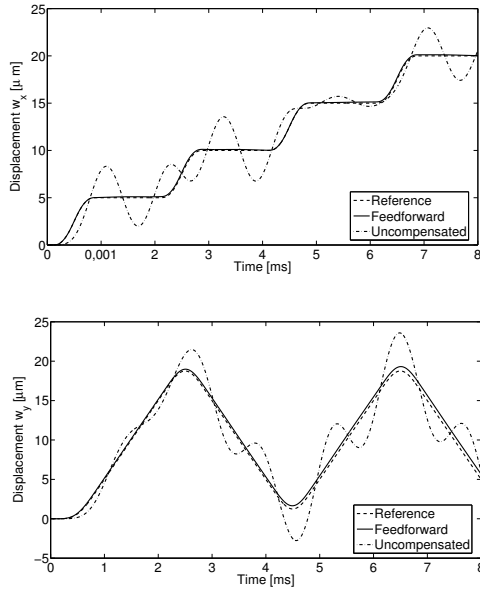 25
20
15
10
5
0
Displacement w_x [μ m]
0 0,001 2 3 4 5 6 7 8
Time [ms]
Reference
Feedforward
Uncompensated
25
20
15
10
5
0
−5
Displacement w_y [μm]
0 1 2 3 4 5 6 7 8
Time [ms]
Reference
Feedforward
Uncompensated